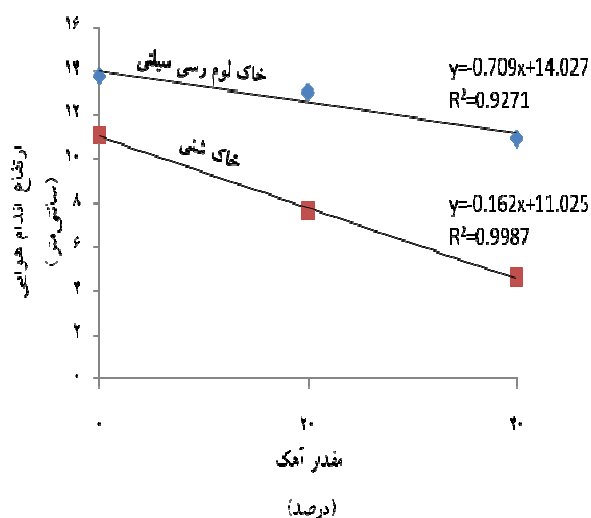 ۱۶
۱۴
۱۲
۱۰
۸
۶
۴
۲
۰
ارتفاع اندام هوایی
(سانتی‌متر)
خاک لوم رسی سیلتی
y=-0.709x+14.027
R²=0.9271
خاک شنی
y=-0.162x+11.025
R²=0.9987
۰ ۲۰ ۴۰
مقدار آهک
(درصد)